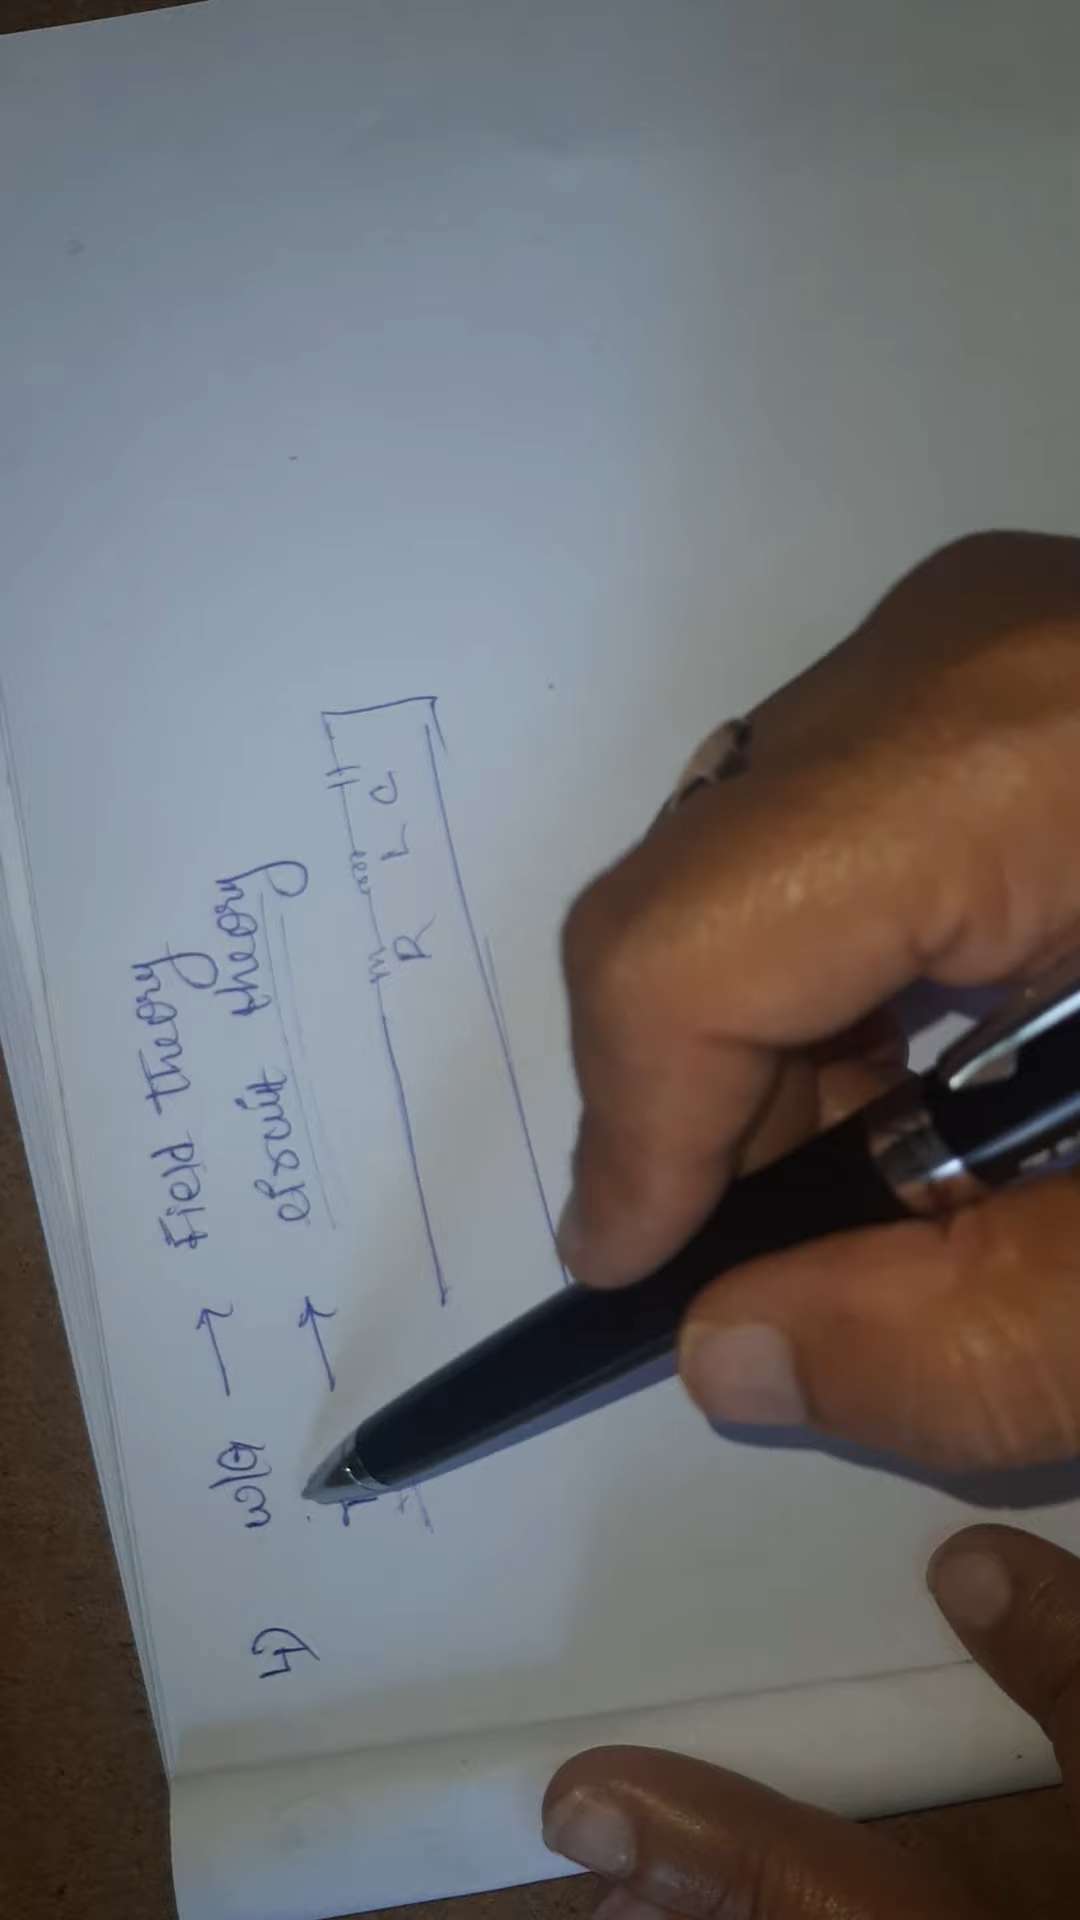 4) w/G → Field theory
→ circuit theory
R L C